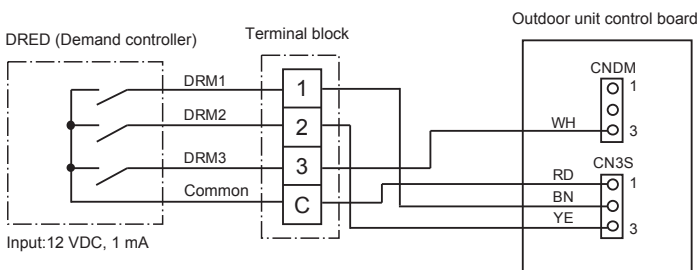 Outdoor unit control board
DRED (Demand controller)
Terminal block
CNDM
DRM1
1
1
DRM2
2
WH
3
DRM3
3
CN3S
RD
1
Common
C
BN
YE
3
Input:12 VDC, 1 mA